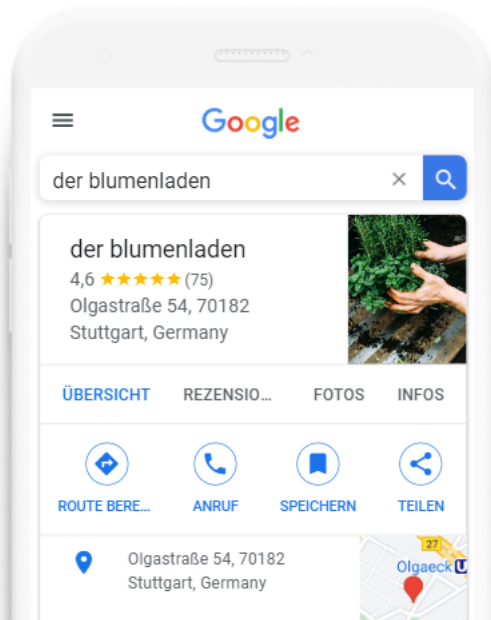 Google
der blumenladen
der blumenladen
4,6 ★★★★★ (75)
Olgastraße 54, 70182
Stuttgart, Germany
ÜBERSICHT REZENSIO... FOTOS INFOS
ROUTE BERE... ANRUF SPEICHERN TEILEN
Olgastraße 54, 70182
Stuttgart, Germany
27
Olgaeck U